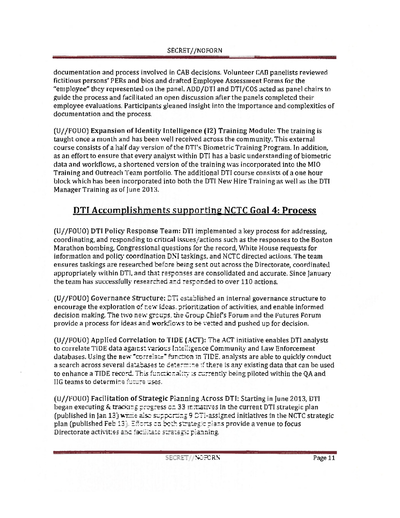 SECRET//NOFORN
documentation and process involved in CAB decisions. Volunteer CAB panelists reviewed
fictitious persons' PERs and bios and drafted Employee Assessment Forms for the
"employee" they represented on the panel. ADD/DTI and DTI/COS acted as panel chairs to
guide the process and facilitated an open discussion after the panels completed their
employee evaluations. Participants gleaned insight into the importance and complexities of
documentation and the process.
(U//FOUO) Expansion of Identity Intelligence (I2) Training Module: The training is
taught once a month and has been well received across the community. This external
course consists of a half day version of the DTI's Biometric Training Program. In addition,
as an effort to ensure that every analyst within DTI has a basic understanding of biometric
data and workflows, a shortened version of the training was incorporated into the MIO
Training and Outreach Team portfolio. The additional DTI course consists of a one hour
block which has been incorporated into both the DTI New Hire Training as well as the DTI
Manager Training as of June 2013.
DTI Accomplishments supporting NCTC Goal 4: Process
(U//FOUO) DTI Policy Response Team: DTI implemented a key process for addressing,
coordinating, and responding to critical issues/actions such as the responses to the Boston
Marathon bombing, Congressional questions for the record, White House requests for
information and policy coordination DNI taskings, and NCTC directed actions. The team
ensures taskings are researched before being sent out across the Directorate, coordinated
appropriately within DTI, and that responses are consolidated and accurate. Since January
the team has successfully researched and responded to over 110 actions.
(U//FOUO) Governance Structure: DTI established an internal governance structure to
encourage the exploration of new ideas, prioritization of activities, and enable informed
decision making. The two new groups, the Group Chief's Forum and the Futures Forum
provide a process for ideas and workflows to be vetted and pushed up for decision.
(U//FOUO) Applied Correlation to TIDE (ACT): The ACT initiative enables DTI analysts
to correlate TIDE data against various Intelligence Community and Law Enforcement
databases. Using the new "correlate" function in TIDE, analysts are able to quickly conduct
a search across several databases to determine if there is any existing data that can be used
to enhance a TIDE record. This functionality is currently being piloted within the QA and
IIG teams to determine future uses.
(U//FOUO) Facilitation of Strategic Planning Across DTI: Starting in June 2013, DTI
began executing & tracking progress on 33 initiatives in the current DTI strategic plan
(published in Jan 13) while also supporting 9 DTI-assigned initiatives in the NCTC strategic
plan (published Feb 13). Efforts on both strategic plans provide a venue to focus
Directorate activities and facilitate strategic planning.
SECRET//NOFORN Page 11